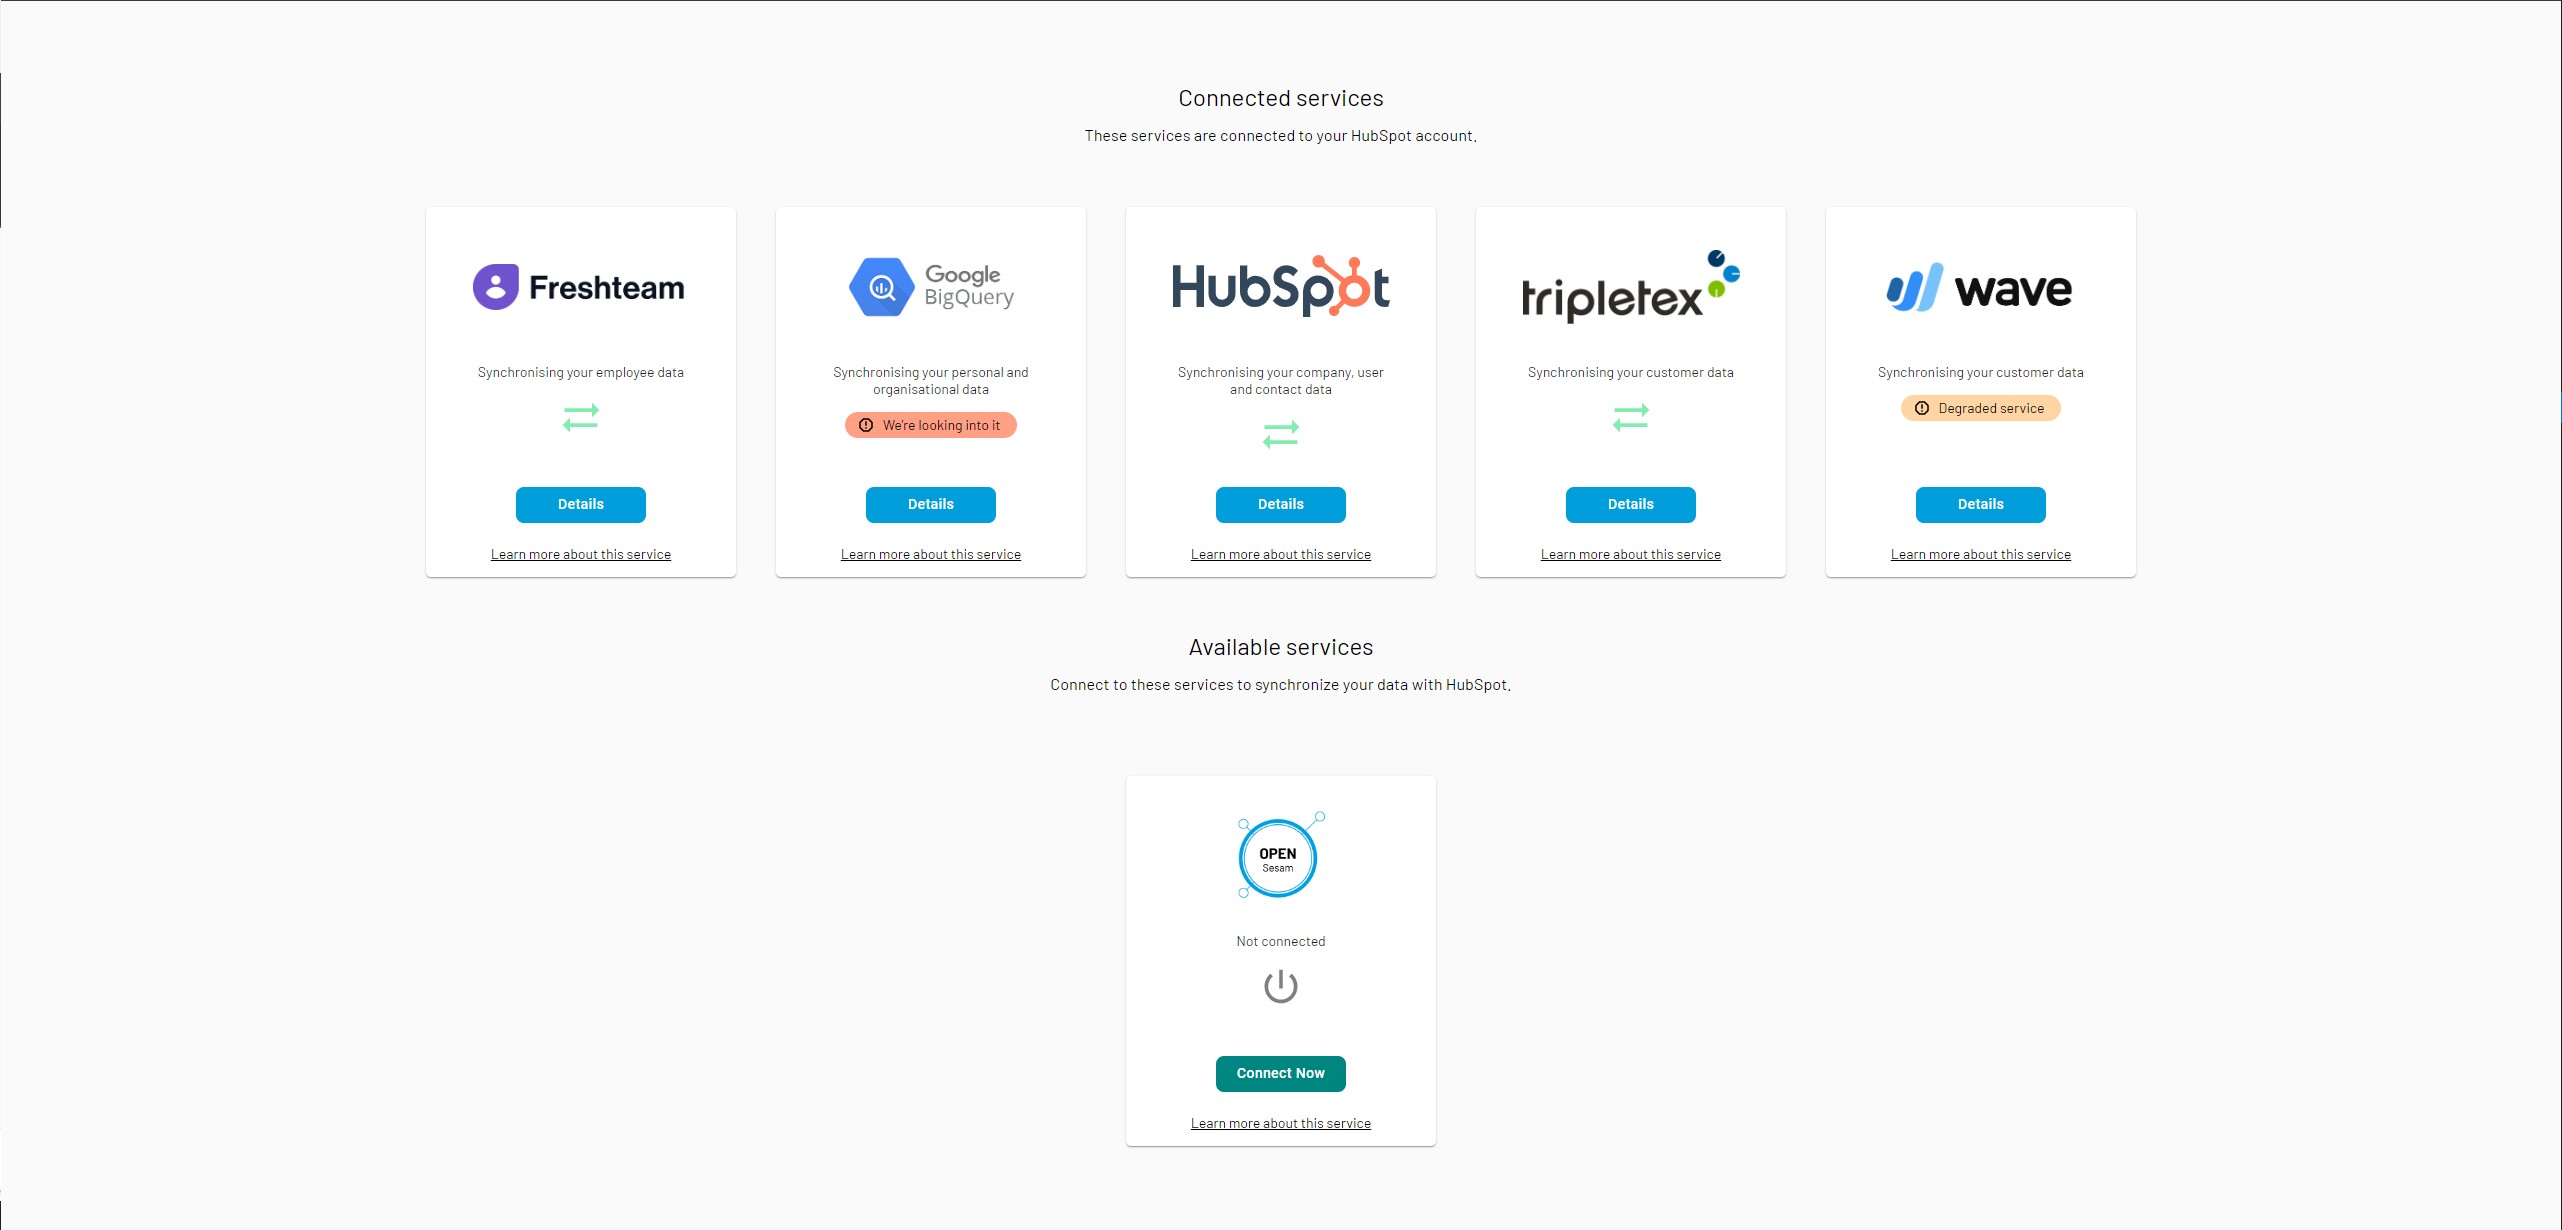 Connected services
These services are connected to your HubSpot account.
Freshteam
Synchronising your employee data
Details
Learn more about this service
Google
BigQuery
Synchronising your personal and
organisational data
We're looking into it
Details
Learn more about this service
HubSpot
Synchronising your company, user
and contact data
Details
Learn more about this service
tripletex
Synchronising your customer data
Details
Learn more about this service
wave
Synchronising your customer data
Degraded service
Details
Learn more about this service
Available services
Connect to these services to synchronize your data with HubSpot.
OPEN
Sesam
Not connected
Connect Now
Learn more about this service